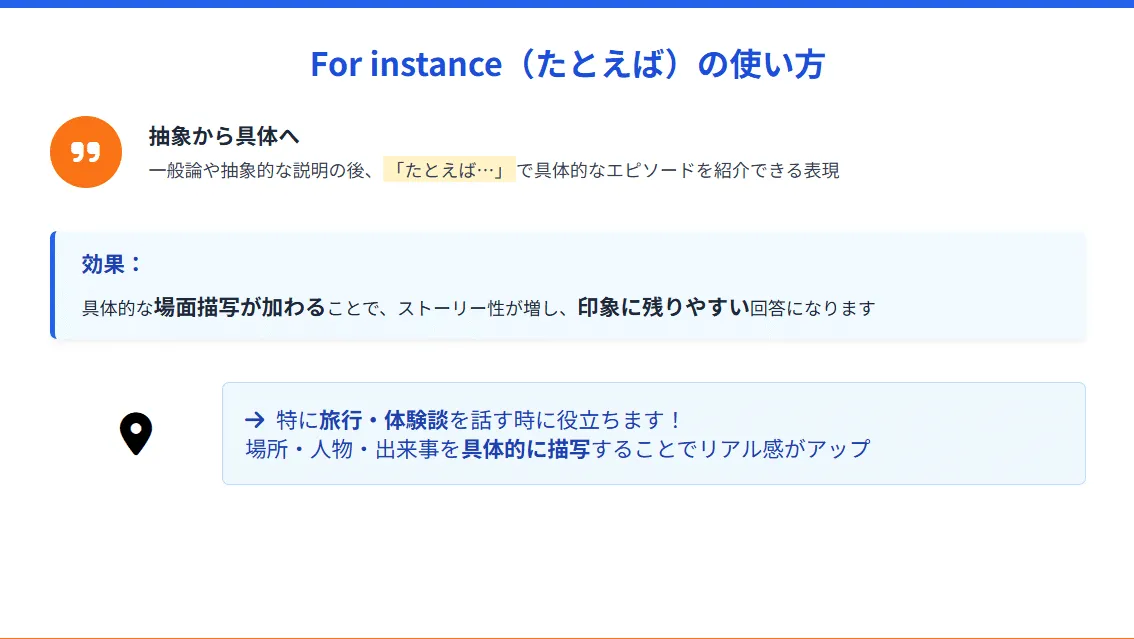 For instance（たとえば）の使い方
抽象から具体へ
一般論や抽象的な説明の後、「たとえば…」で具体的なエピソードを紹介できる表現
効果：
具体的な場面描写が加わることで、ストーリー性が増し、印象に残りやすい回答になります
→ 特に旅行・体験談を話す時に役立ちます！
場所・人物・出来事を具体的に描写することでリアル感がアップ